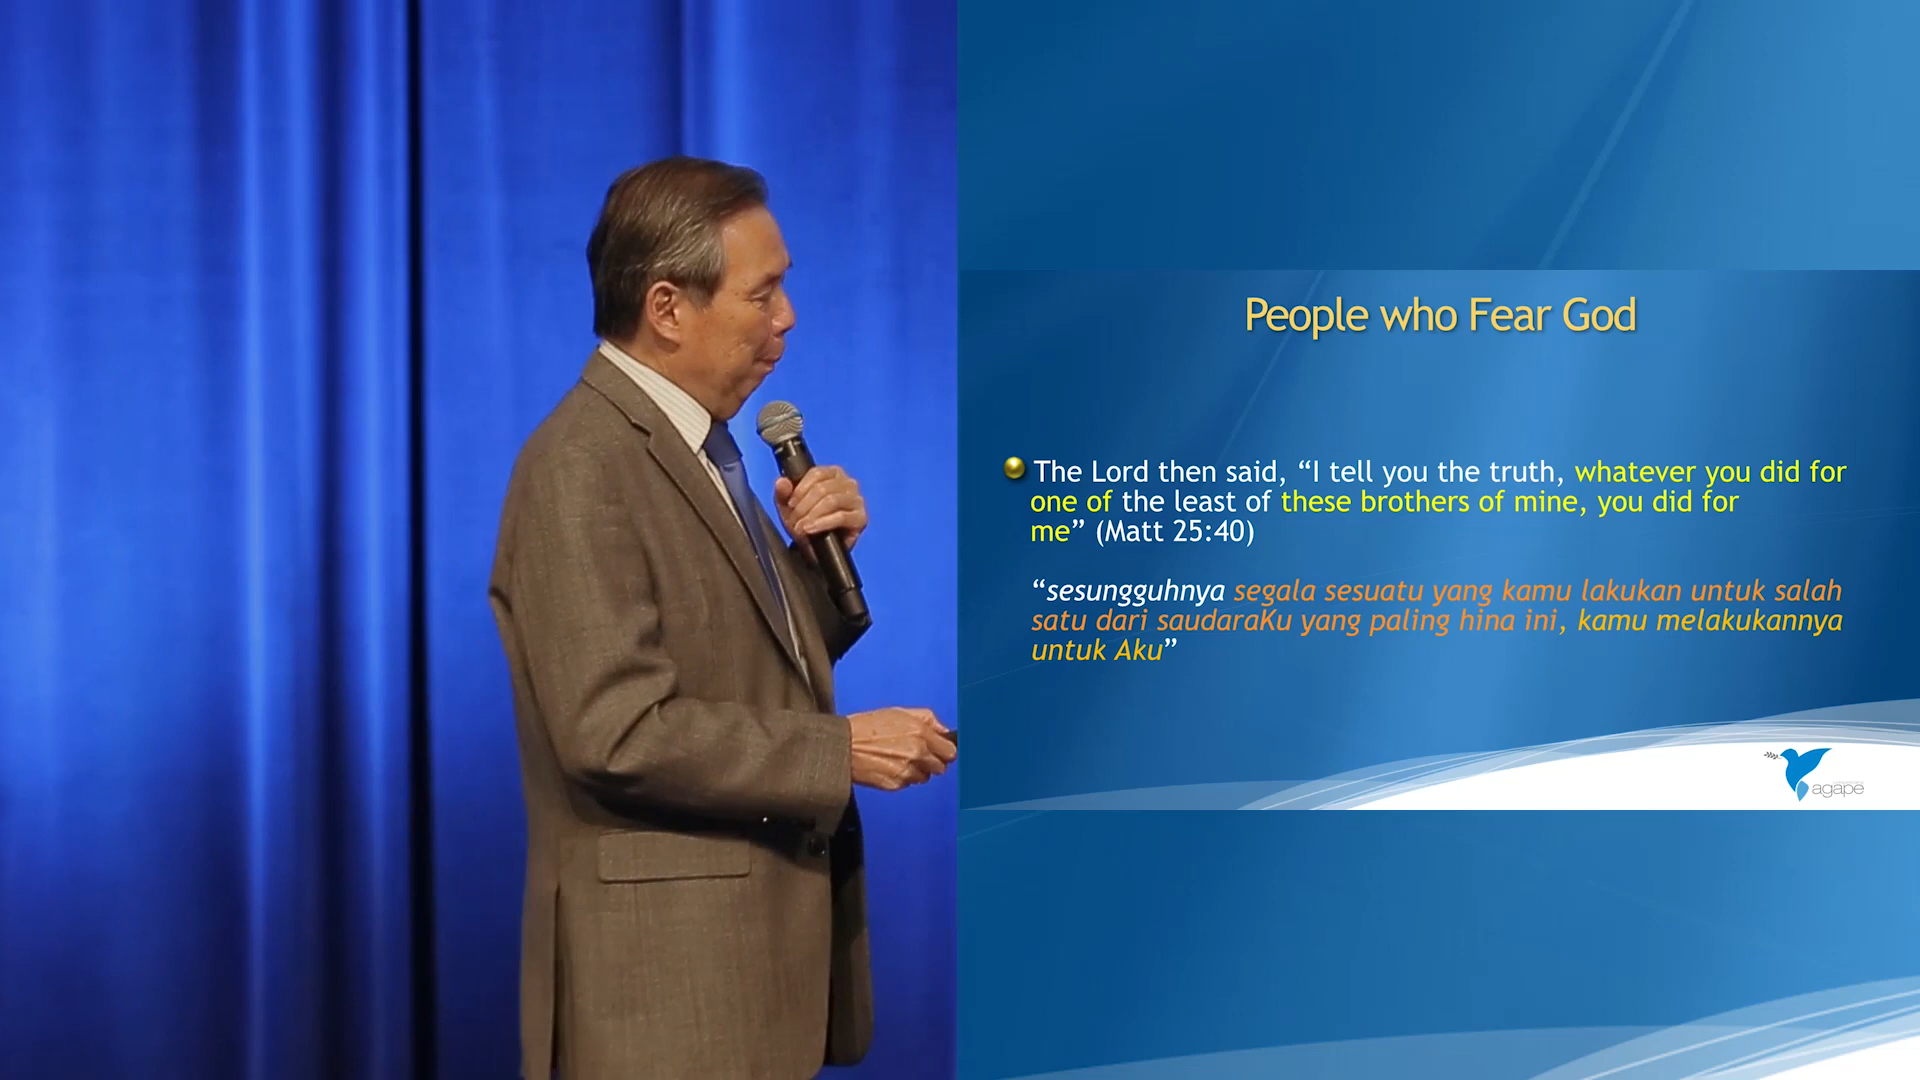 People who Fear God
The Lord then said, “I tell you the truth, whatever you did for
one of the least of these brothers of mine, you did for
me” (Matt 25:40)
“sesungguhnya segala sesuatu yang kamu lakukan untuk salah
satu dari saudaraKu yang paling hina ini, kamu melakukannya
untuk Aku”
agape